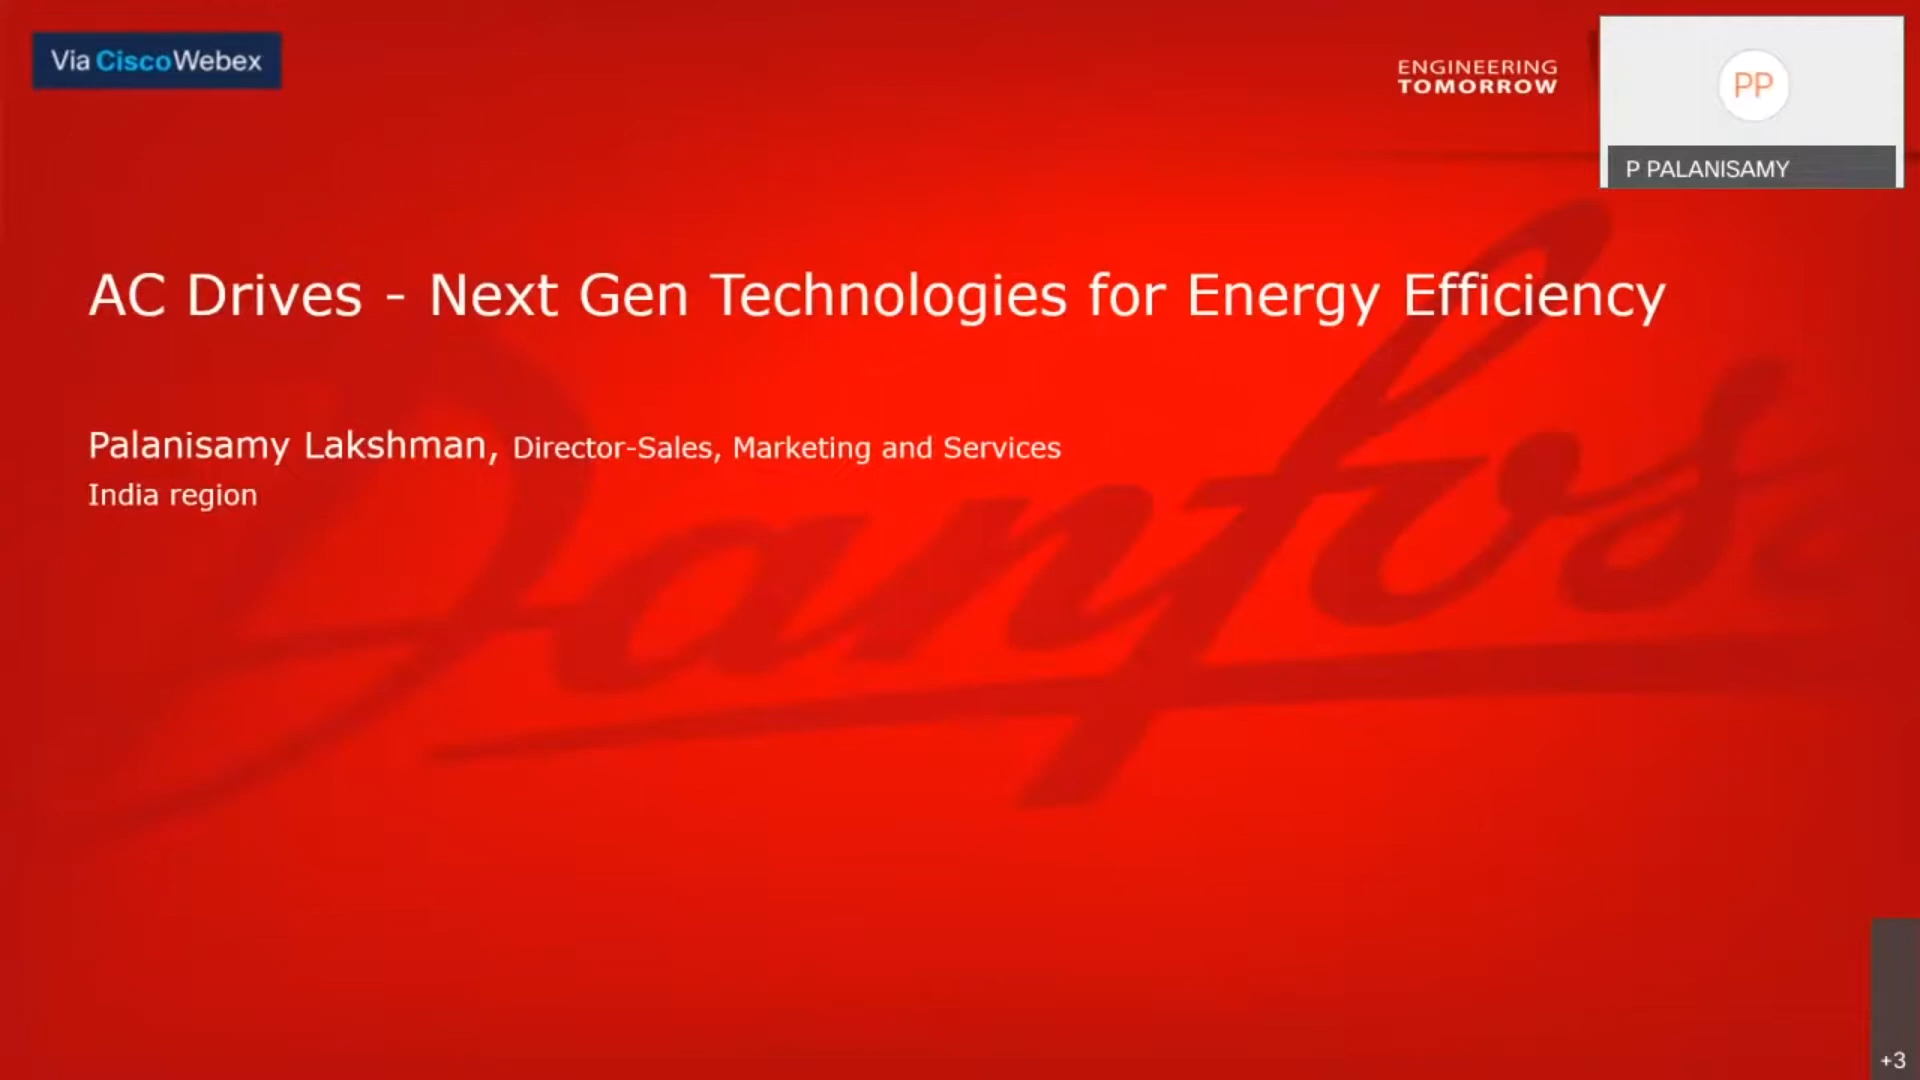 Via CiscoWebex
ENGINEERING
TOMORROW
PP
P PALANISAMY
AC Drives - Next Gen Technologies for Energy Efficiency
Palanisamy Lakshman, Director-Sales, Marketing and Services
India region
Danfoss
+3